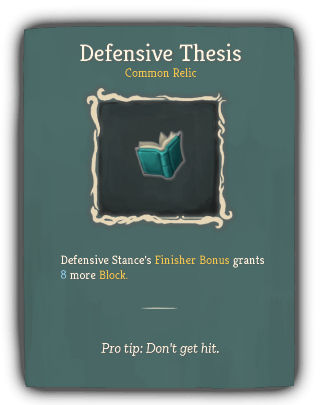 Defensive Thesis
Common Relic
Defensive Stance's Finisher Bonus grants
8 more Block.
Pro tip: Don't get hit.